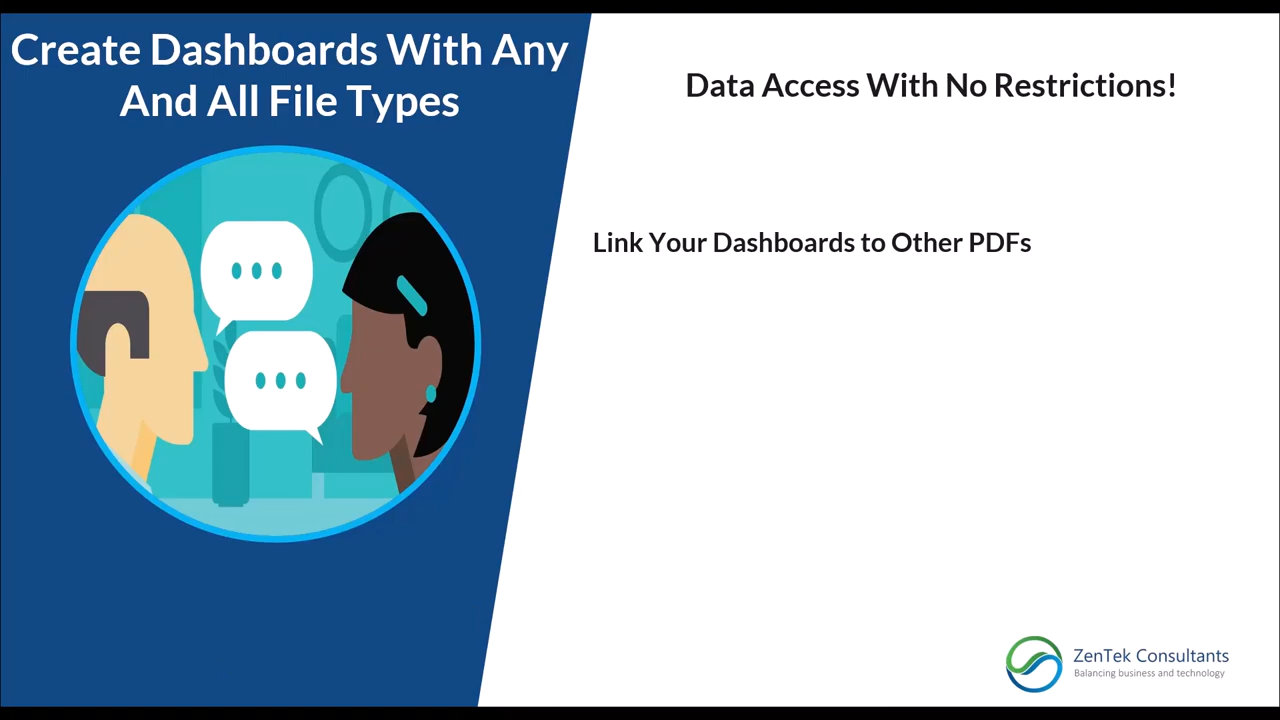 Create Dashboards With Any
And All File Types
Data Access With No Restrictions!
Link Your Dashboards to Other PDFs
ZenTek Consultants
Balancing business and technology